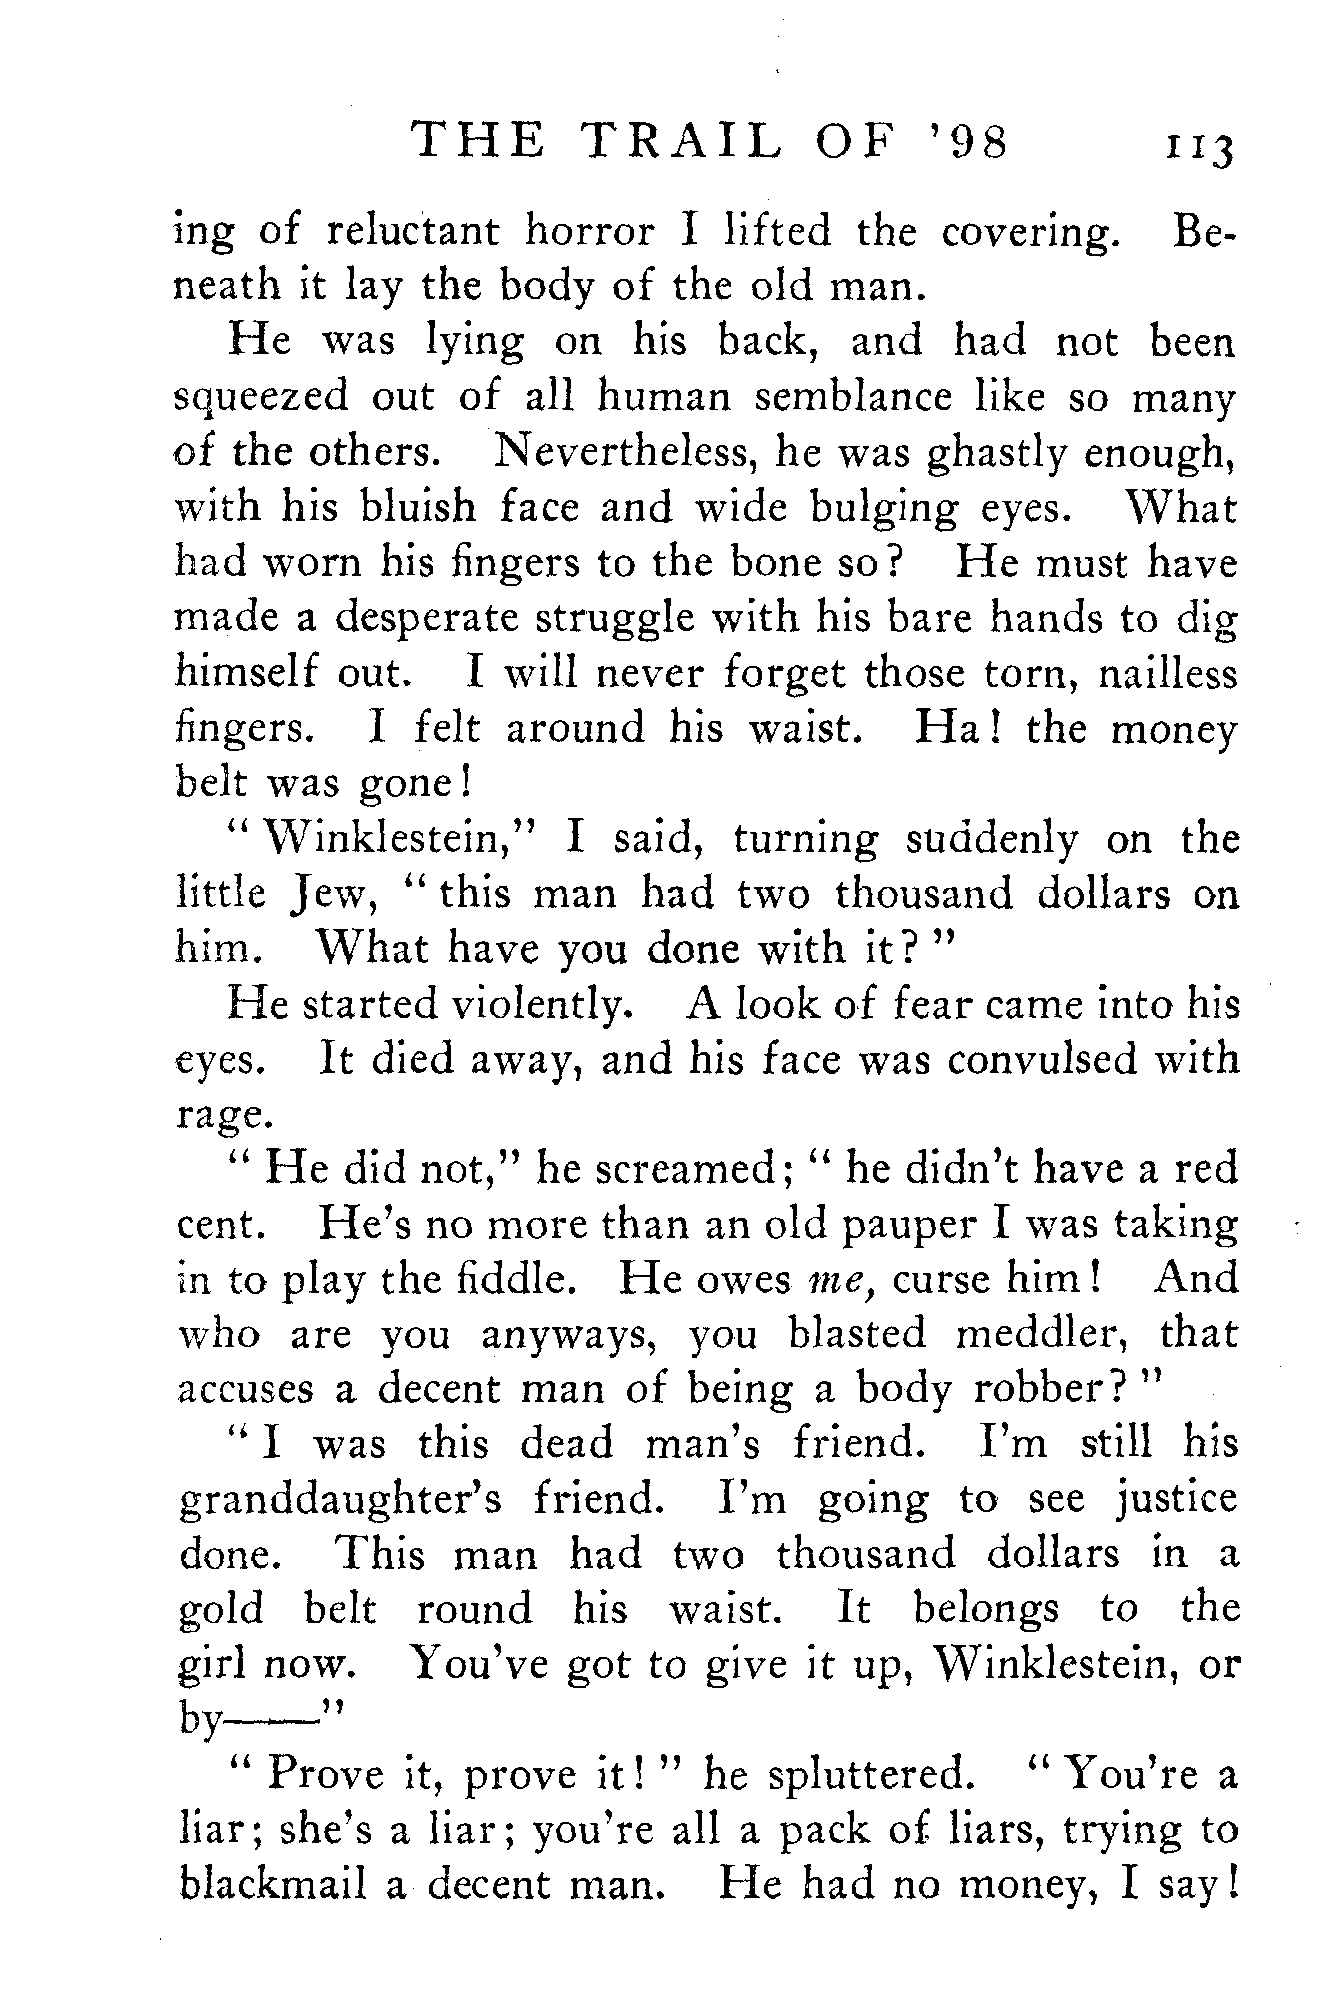 THE TRAIL OF '98 113
ing of reluctant horror I lifted the covering. Be-
neath it lay the body of the old man.
He was lying on his back, and had not been
squeezed out of all human semblance like so many
of the others. Nevertheless, he was ghastly enough,
with his bluish face and wide bulging eyes. What
had worn his fingers to the bone so? He must have
made a desperate struggle with his bare hands to dig
himself out. I will never forget those torn, nailless
fingers. I felt around his waist. Ha! the money
belt was gone!
" Winklestein," I said, turning suddenly on the
little Jew, " this man had two thousand dollars on
him. What have you done with it? "
He started violently. A look of fear came into his
eyes. It died away, and his face was convulsed with
rage.
" He did not," he screamed; " he didn't have a red
cent. He's no more than an old pauper I was taking
in to play the fiddle. He owes me, curse him! And
who are you anyways, you blasted meddler, that
accuses a decent man of being a body robber? "
" I was this dead man's friend. I'm still his
granddaughter's friend. I'm going to see justice
done. This man had two thousand dollars in a
gold belt round his waist. It belongs to the
girl now. You've got to give it up, Winklestein, or
by——"
" Prove it, prove it! " he spluttered. " You're a
liar; she's a liar; you're all a pack of liars, trying to
blackmail a decent man. He had no money, I say!